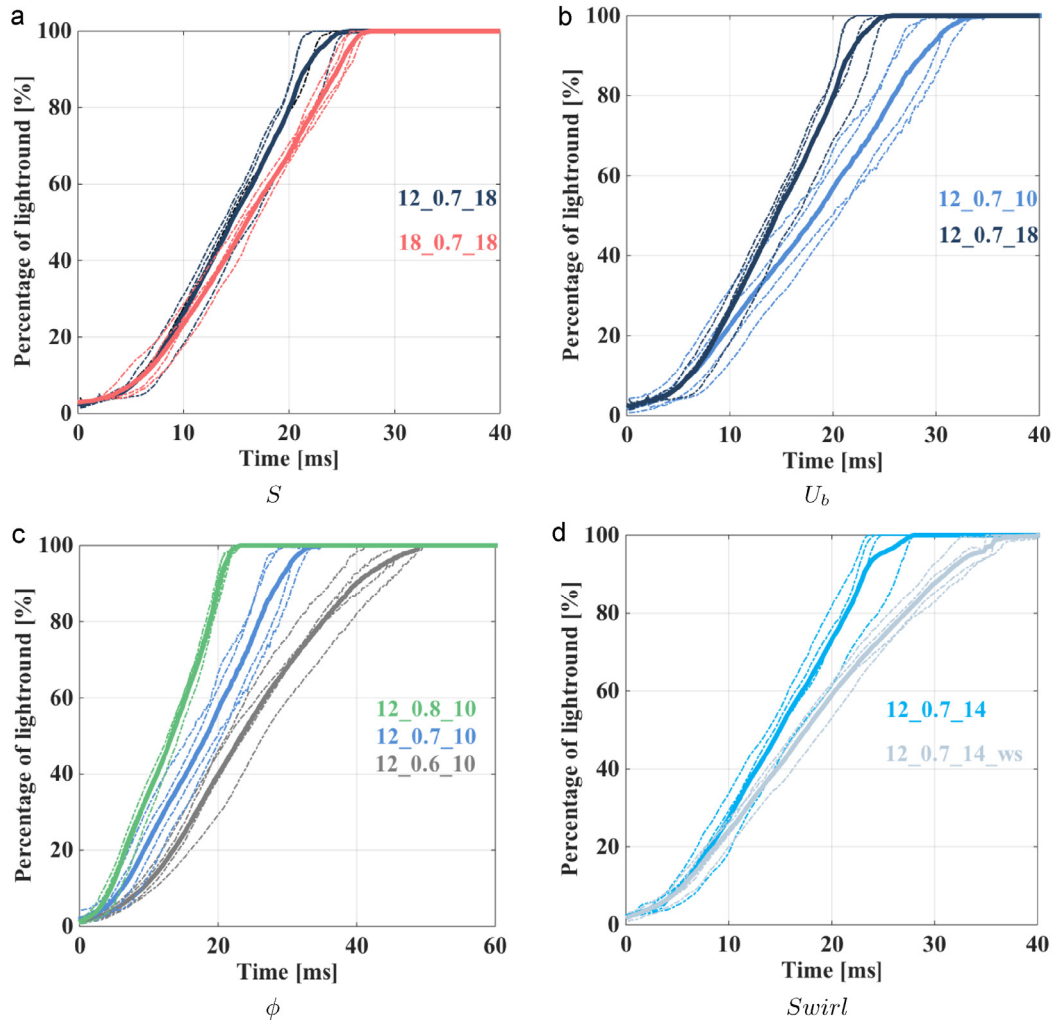 a
Percentage of lightround [%]
100
80
60
40
20
0
12_0.7_18
18_0.7_18
0 10 20 30 40
Time [ms]
S
b
Percentage of lightround [%]
100
80
60
40
20
0
12_0.7_10
12_0.7_18
0 10 20 30 40
Time [ms]
U_b
c
Percentage of lightround [%]
100
80
60
40
20
0
12_0.8_10
12_0.7_10
12_0.6_10
0 20 40 60
Time [ms]
ϕ
d
Percentage of lightround [%]
100
80
60
40
20
0
12_0.7_14
12_0.7_14_ws
0 10 20 30 40
Time [ms]
Swirl